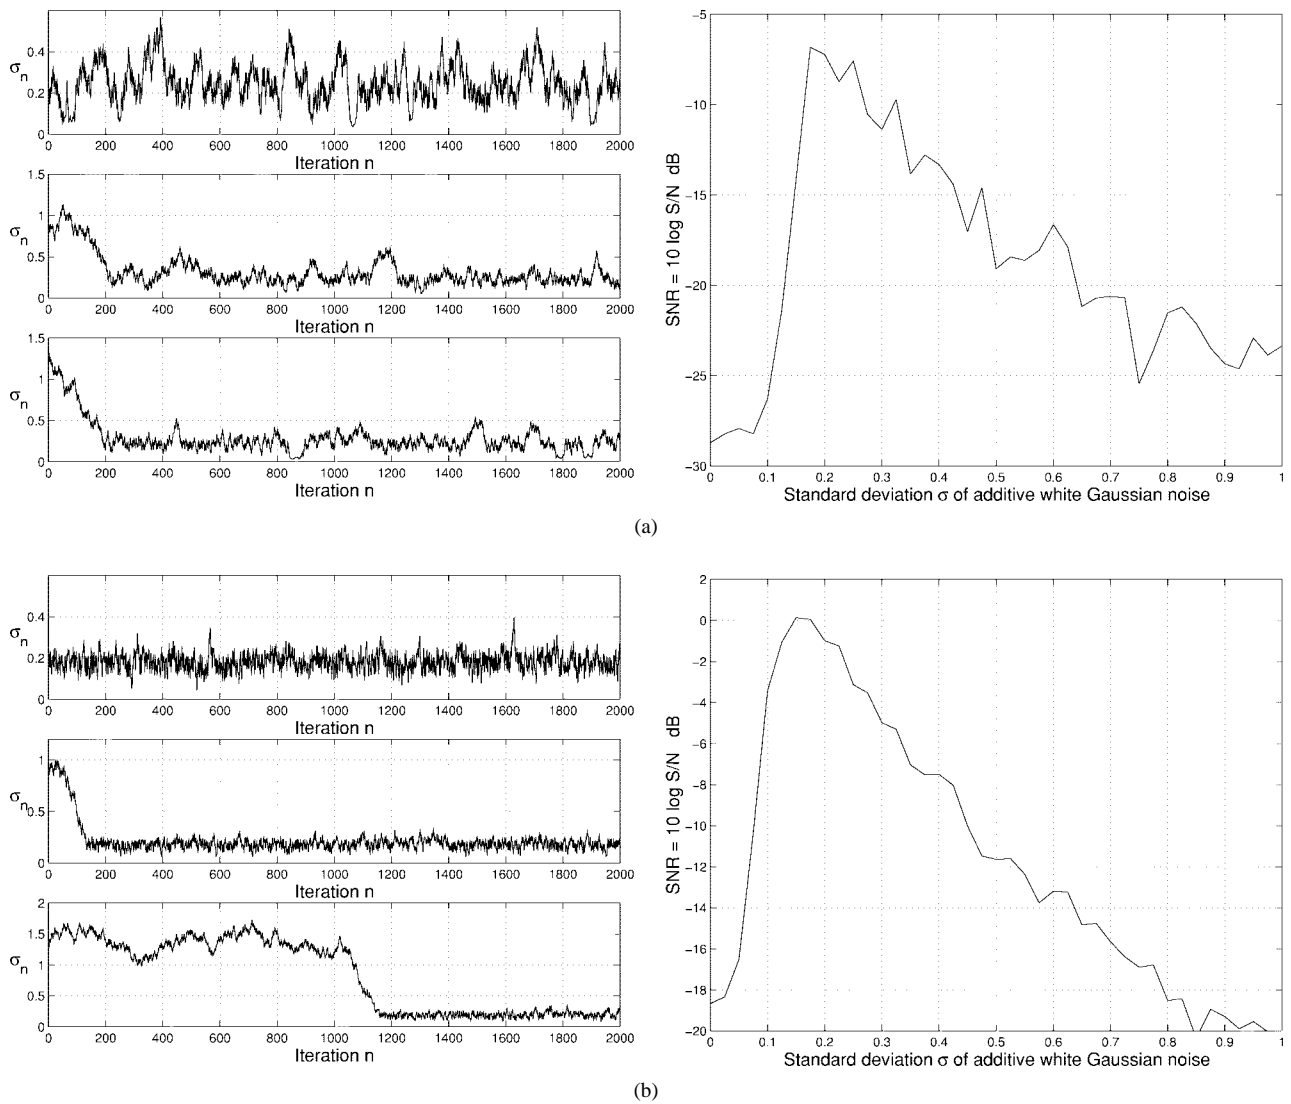 0.4
0.2
0
σn
0 200 400 600 800 1000 1200 1400 1600 1800 2000
Iteration n
1.5
1
0.5
0
σn
0 200 400 600 800 1000 1200 1400 1600 1800 2000
Iteration n
1.5
1
0.5
0
σn
0 200 400 600 800 1000 1200 1400 1600 1800 2000
Iteration n
−5
−10
−15
−20
−25
−30
SNR = 10 log S/N dB
0 0.1 0.2 0.3 0.4 0.5 0.6 0.7 0.8 0.9 1
Standard deviation σ of additive white Gaussian noise
(a)
0.4
0.2
0
σn
0 200 400 600 800 1000 1200 1400 1600 1800 2000
Iteration n
1
0.5
0
σn
0 200 400 600 800 1000 1200 1400 1600 1800 2000
Iteration n
2
1.5
1
0.5
0
σn
0 200 400 600 800 1000 1200 1400 1600 1800 2000
Iteration n
2
0
−2
−4
−6
−8
−10
−12
−14
−16
−18
−20
SNR = 10 log S/N dB
0 0.1 0.2 0.3 0.4 0.5 0.6 0.7 0.8 0.9 1
Standard deviation σ of additive white Gaussian noise
(b)